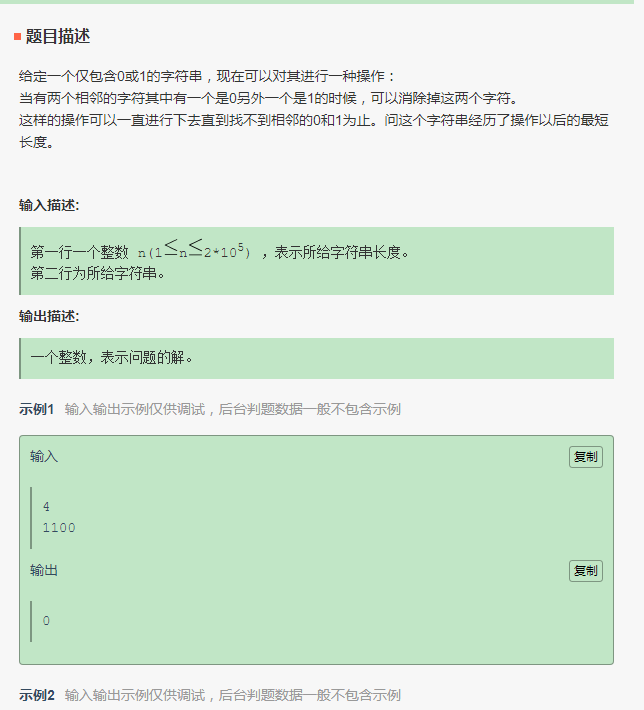 题目描述
给定一个仅包含0或1的字符串，现在可以对其进行一种操作：
当有两个相邻的字符其中有一个是0另外一个是1的时候，可以消除掉这两个字符。
这样的操作可以一直进行下去直到找不到相邻的0和1为止。问这个字符串经历了操作以后的最短
长度。
输入描述:
第一行一个整数 n(1≤n≤2*10⁵) ，表示所给字符串长度。
第二行为所给字符串。
输出描述:
一个整数，表示问题的解。
示例1 输入输出示例仅供调试，后台判题数据一般不包含示例
输入 复制
4
1100
输出 复制
0
示例2 输入输出示例仅供调试，后台判题数据一般不包含示例